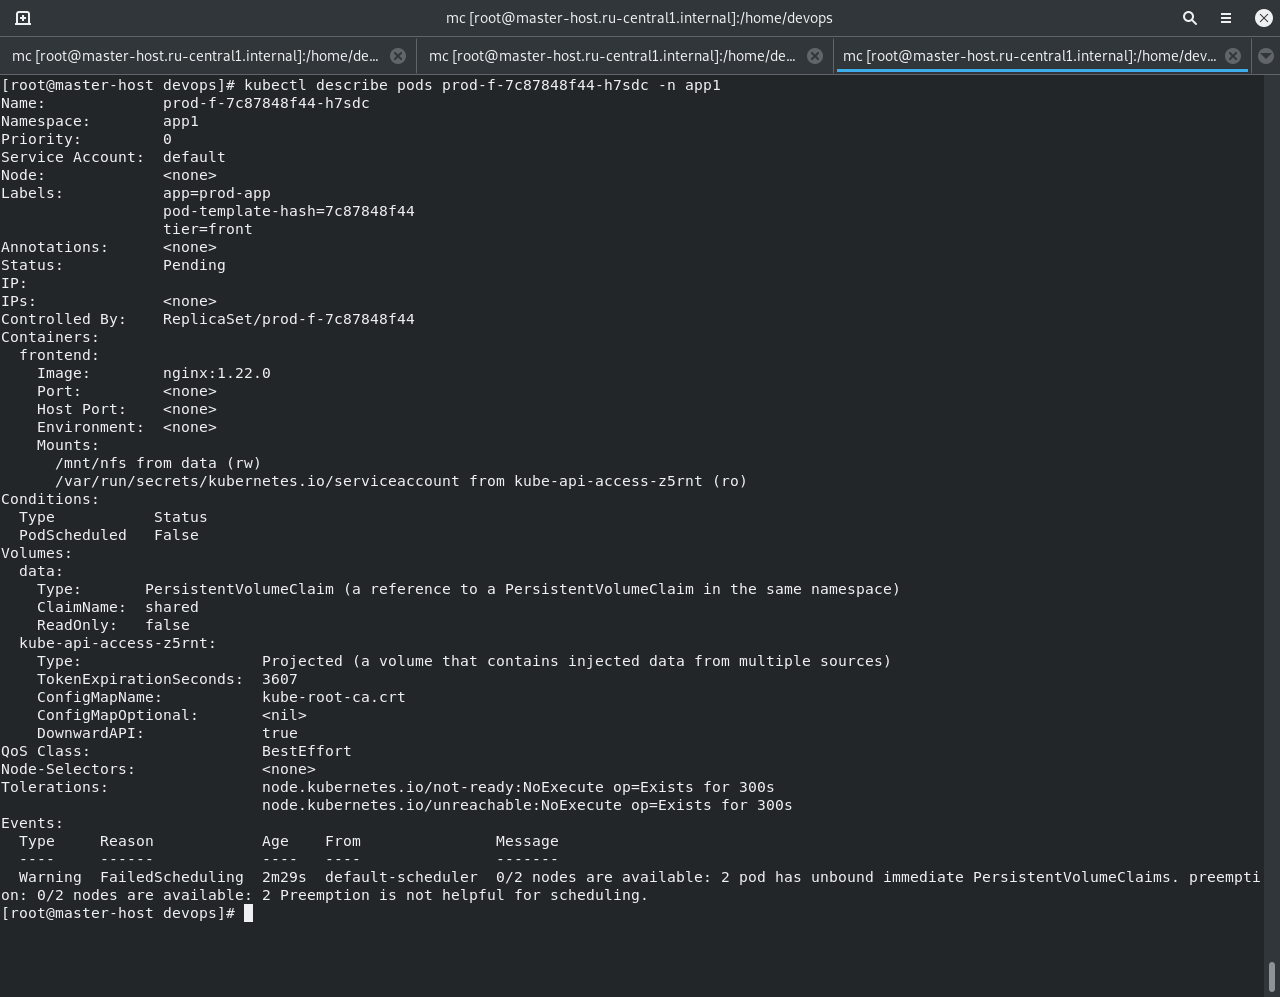 mc [root@master-host.ru-central1.internal]:/home/devops
mc [root@master-host.ru-central1.internal]:/home/de...
mc [root@master-host.ru-central1.internal]:/home/de...
mc [root@master-host.ru-central1.internal]:/home/dev...
[root@master-host devops]# kubectl describe pods prod-f-7c87848f44-h7sdc -n app1
Name:             prod-f-7c87848f44-h7sdc
Namespace:        app1
Priority:         0
Service Account:  default
Node:             <none>
Labels:           app=prod-app
                  pod-template-hash=7c87848f44
                  tier=front
Annotations:      <none>
Status:           Pending
IP:
IPs:              <none>
Controlled By:    ReplicaSet/prod-f-7c87848f44
Containers:
  frontend:
    Image:        nginx:1.22.0
    Port:         <none>
    Host Port:    <none>
    Environment:  <none>
    Mounts:
      /mnt/nfs from data (rw)
      /var/run/secrets/kubernetes.io/serviceaccount from kube-api-access-z5rnt (ro)
Conditions:
  Type           Status
  PodScheduled   False
Volumes:
  data:
    Type:       PersistentVolumeClaim (a reference to a PersistentVolumeClaim in the same namespace)
    ClaimName:  shared
    ReadOnly:   false
  kube-api-access-z5rnt:
    Type:                    Projected (a volume that contains injected data from multiple sources)
    TokenExpirationSeconds:  3607
    ConfigMapName:           kube-root-ca.crt
    ConfigMapOptional:       <nil>
    DownwardAPI:             true
QoS Class:                   BestEffort
Node-Selectors:              <none>
Tolerations:                 node.kubernetes.io/not-ready:NoExecute op=Exists for 300s
                             node.kubernetes.io/unreachable:NoExecute op=Exists for 300s
Events:
  Type     Reason            Age    From               Message
  ----     ------            ----   ----               -------
  Warning  FailedScheduling  2m29s  default-scheduler  0/2 nodes are available: 2 pod has unbound immediate PersistentVolumeClaims. preempti
on: 0/2 nodes are available: 2 Preemption is not helpful for scheduling.
[root@master-host devops]#